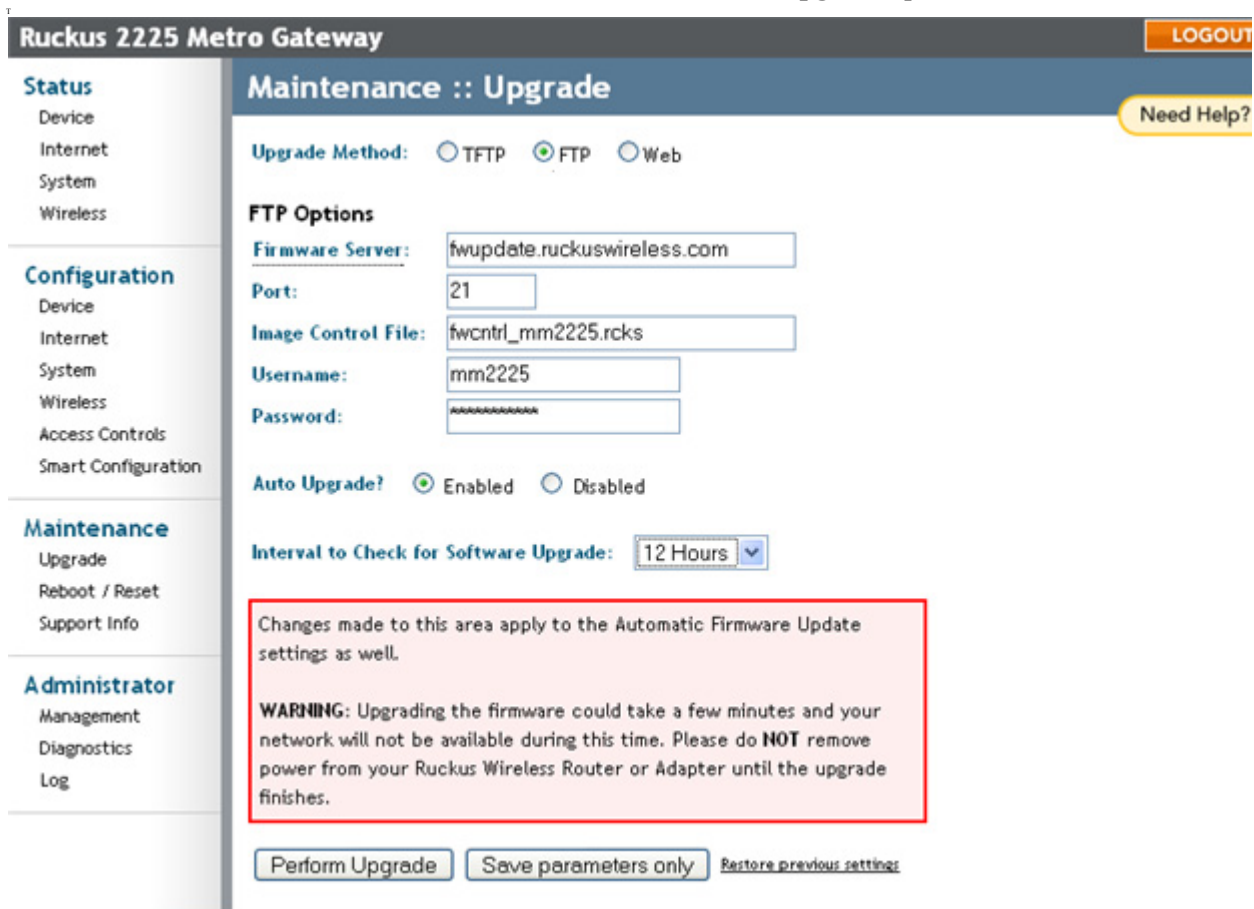 Ruckus 2225 Metro Gateway
LOGOUT
Status
Device
Internet
System
Wireless
Configuration
Device
Internet
System
Wireless
Access Controls
Smart Configuration
Maintenance
Upgrade
Reboot / Reset
Support Info
Administrator
Management
Diagnostics
Log
Maintenance :: Upgrade
Need Help?
Upgrade Method: TFTP FTP Web
FTP Options
Firmware Server: fwupdate.ruckuswireless.com
Port: 21
Image Control File: fwcntrl_mm2225.rcks
Username: mm2225
Password: ***********
Auto Upgrade? Enabled Disabled
Interval to Check for Software Upgrade: 12 Hours
Changes made to this area apply to the Automatic Firmware Update
settings as well.
WARNING: Upgrading the firmware could take a few minutes and your
network will not be available during this time. Please do NOT remove
power from your Ruckus Wireless Router or Adapter until the upgrade
finishes.
Perform Upgrade Save parameters only Restore previous settings